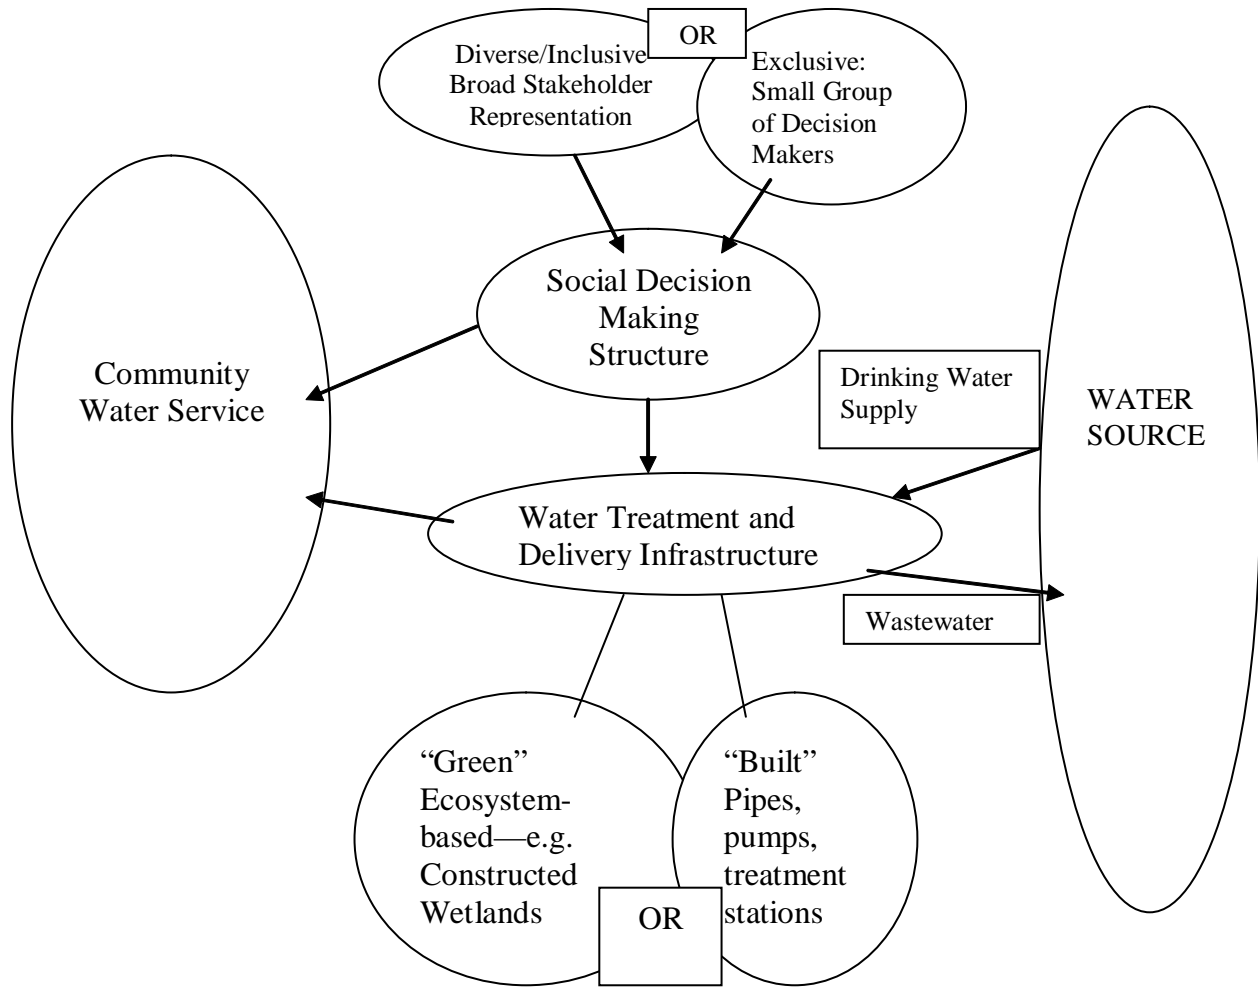 Diverse/Inclusive
Broad Stakeholder
Representation
OR
Exclusive:
Small Group
of Decision
Makers
Social Decision
Making
Structure
Community
Water Service
Drinking Water
Supply
WATER
SOURCE
Water Treatment and
Delivery Infrastructure
Wastewater
“Green”
Ecosystem-
based—e.g.
Constructed
Wetlands
OR
“Built”
Pipes,
pumps,
treatment
stations